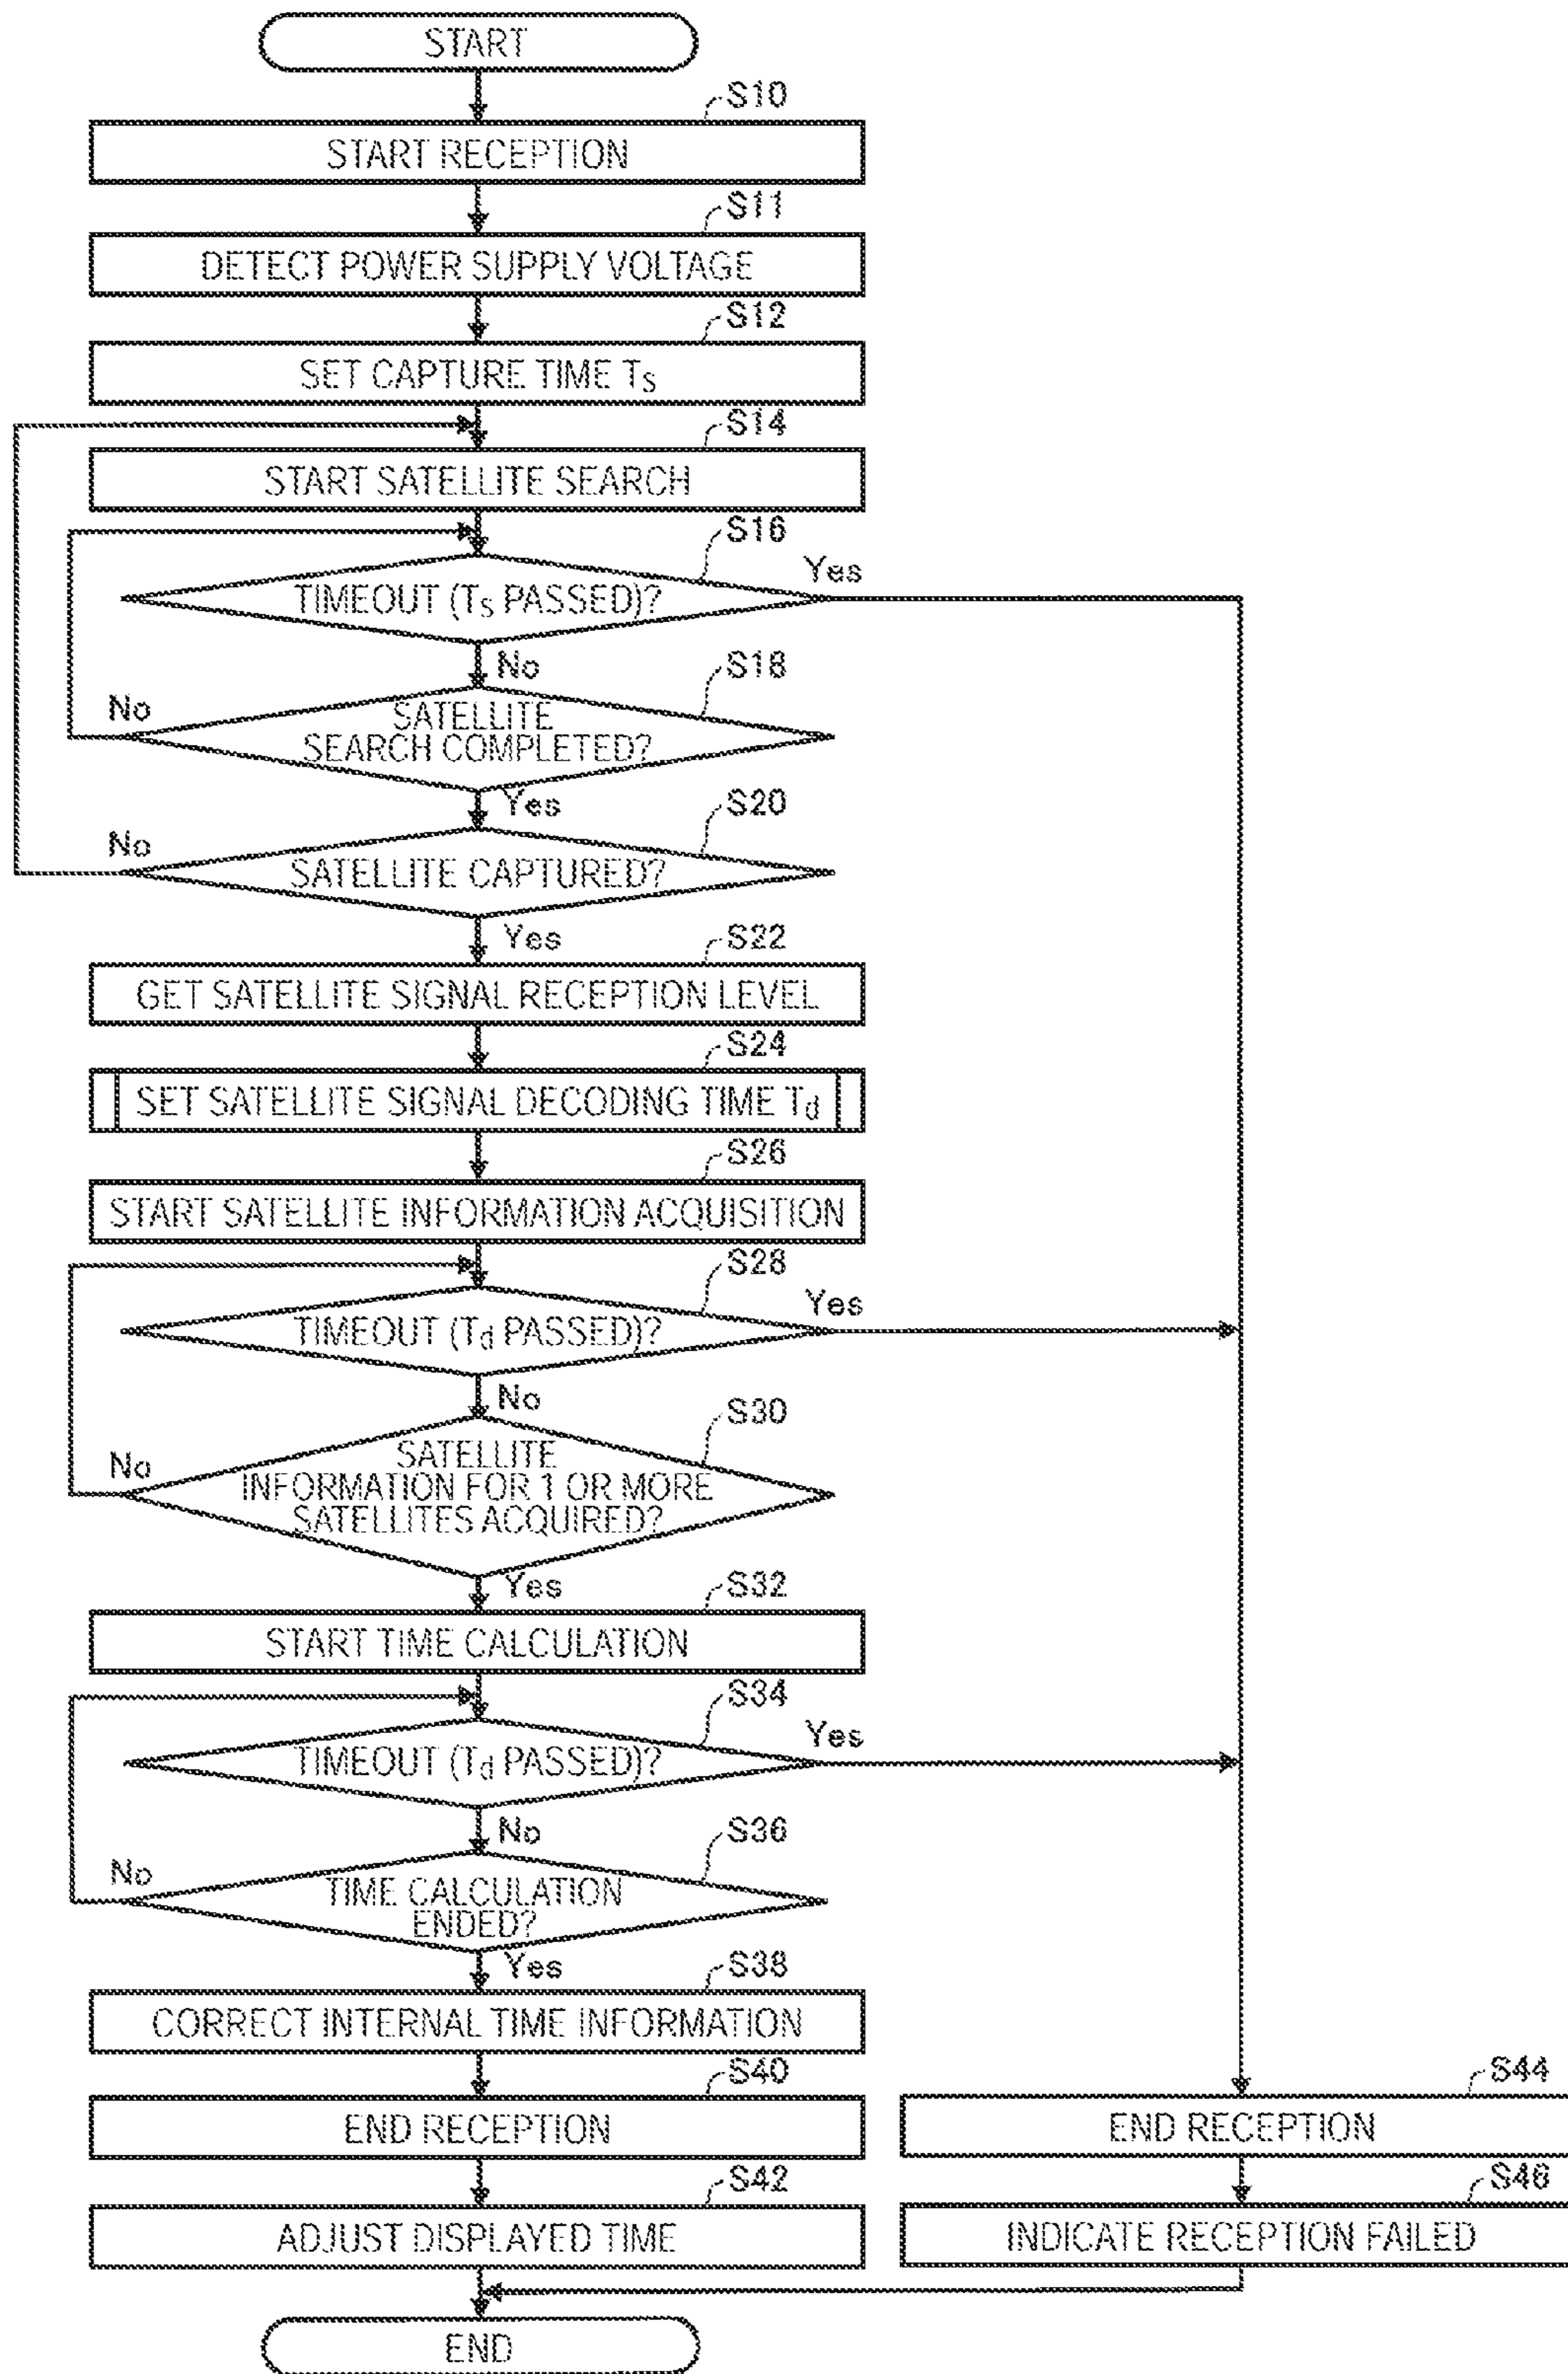 START
S10
START RECEPTION
S11
DETECT POWER SUPPLY VOLTAGE
S12
SET CAPTURE TIME Ts
S14
START SATELLITE SEARCH
S16
TIMEOUT (Ts PASSED)?
Yes
No
S18
SATELLITE
SEARCH COMPLETED?
No
Yes
S20
SATELLITE CAPTURED?
No
Yes
S22
GET SATELLITE SIGNAL RECEPTION LEVEL
S24
SET SATELLITE SIGNAL DECODING TIME Td
S26
START SATELLITE INFORMATION ACQUISITION
S28
TIMEOUT (Td PASSED)?
Yes
No
S30
SATELLITE
INFORMATION FOR 1 OR MORE
SATELLITES ACQUIRED?
No
Yes
S32
START TIME CALCULATION
S34
TIMEOUT (Td PASSED)?
Yes
No
S36
TIME CALCULATION
ENDED?
No
Yes
S38
CORRECT INTERNAL TIME INFORMATION
S40
END RECEPTION
S42
ADJUST DISPLAYED TIME
S44
END RECEPTION
S46
INDICATE RECEPTION FAILED
END